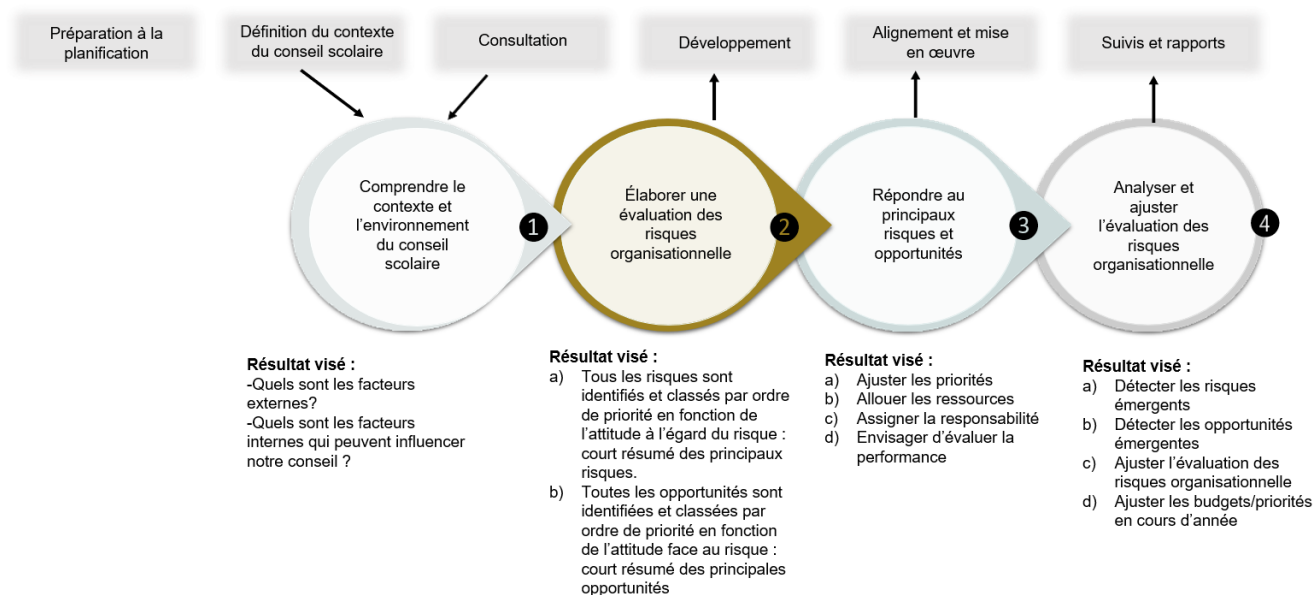 Préparation à la
planification
Définition du contexte
du conseil scolaire
Consultation
Développement
Alignement et mise
en œuvre
Suivis et rapports
Comprendre le
contexte et
l’environnement
du conseil
scolaire
1
Élaborer une
évaluation des
risques
organisationnelle
2
Répondre au
principaux
risques et
opportunités
3
Analyser et
ajuster
l’évaluation des
risques
organisationnelle
4
Résultat visé :
-Quels sont les facteurs
externes?
-Quels sont les facteurs
internes qui peuvent influencer
notre conseil ?
Résultat visé :
a) Tous les risques sont
identifiés et classés par ordre
de priorité en fonction de
l’attitude à l’égard du risque :
court résumé des principaux
risques.
b) Toutes les opportunités sont
identifiées et classées par
ordre de priorité en fonction
de l’attitude face au risque :
court résumé des principales
opportunités
Résultat visé :
a) Ajuster les priorités
b) Allouer les ressources
c) Assigner la responsabilité
d) Envisager d’évaluer la
performance
Résultat visé :
a) Détecter les risques
émergents
b) Détecter les opportunités
émergentes
c) Ajuster l’évaluation des
risques organisationnelle
d) Ajuster les budgets/priorités
en cours d’année